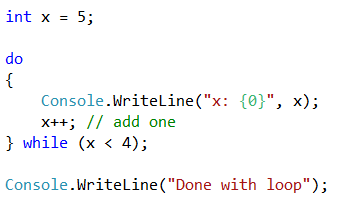 int x = 5;
do
{
    Console.WriteLine("x: {0}", x);
    x++; // add one
} while (x < 4);
Console.WriteLine("Done with loop");